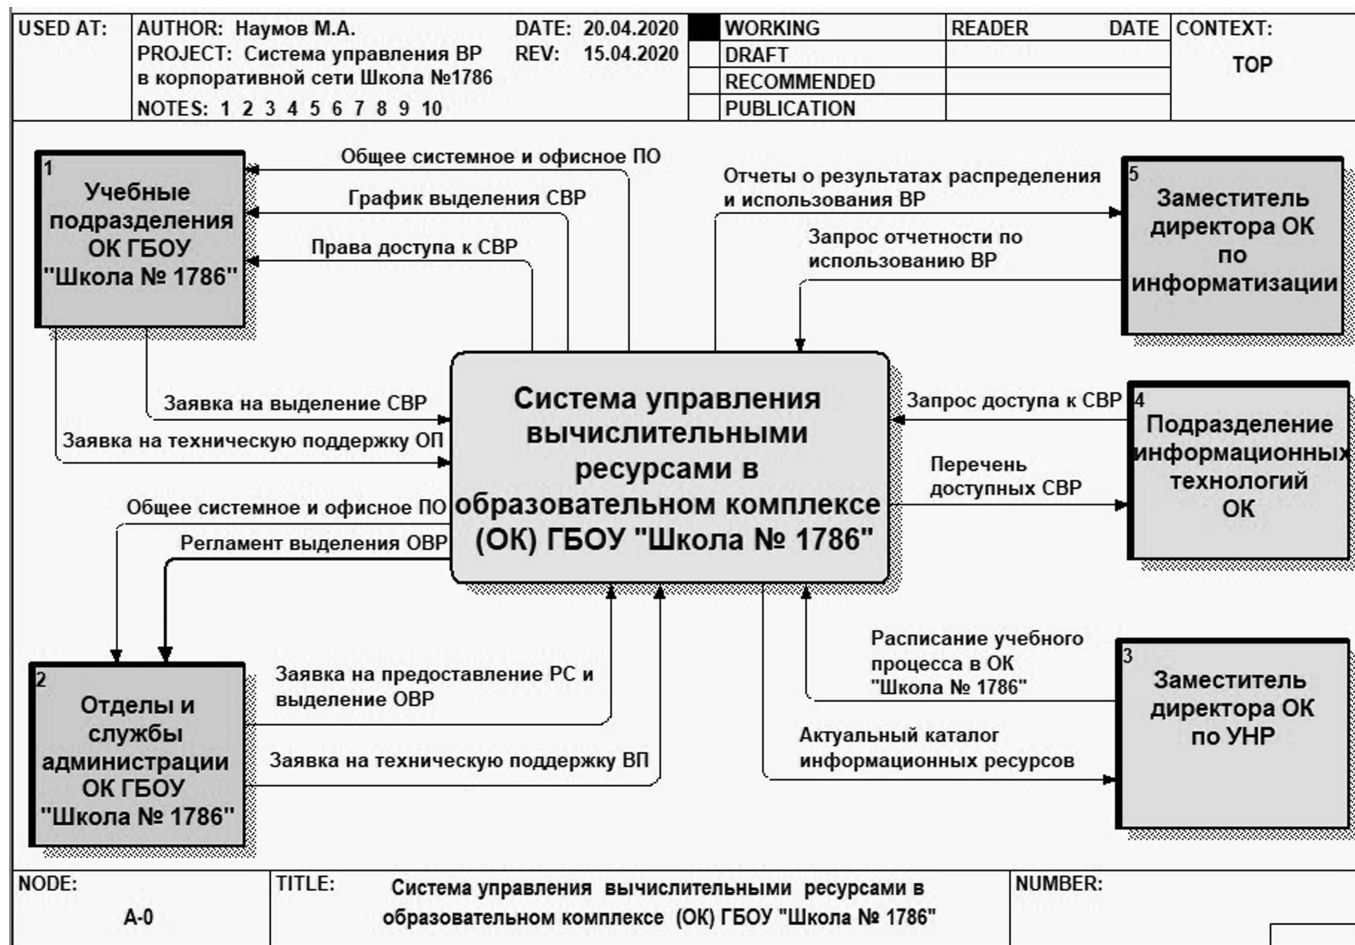 USED AT:
AUTHOR: Наумов М.А.
DATE: 20.04.2020
PROJECT: Система управления ВР
в корпоративной сети Школа №1786
REV: 15.04.2020
NOTES: 1 2 3 4 5 6 7 8 9 10
WORKING
DRAFT
RECOMMENDED
PUBLICATION
READER DATE
CONTEXT:
TOP
1
Учебные
подразделения
ОК ГБОУ
"Школа № 1786"
Общее системное и офисное ПО
График выделения СВР
Права доступа к СВР
Отчеты о результатах распределения
и использования ВР
Запрос отчетности по
использованию ВР
5
Заместитель
директора ОК
по
информатизации
Заявка на выделение СВР
Заявка на техническую поддержку ОП
Система управления
вычислительными
ресурсами в
образовательном комплексе
(ОК) ГБОУ "Школа № 1786"
Запрос доступа к СВР
Перечень
доступных СВР
4
Подразделение
информационных
технологий
ОК
Общее системное и офисное ПО
Регламент выделения ОВР
2
Отделы и
службы
администрации
ОК ГБОУ
"Школа № 1786"
Заявка на предоставление РС и
выделение ОВР
Заявка на техническую поддержку ВП
Расписание учебного
процесса в ОК
"Школа № 1786"
Актуальный каталог
информационных ресурсов
3
Заместитель
директора ОК
по УНР
NODE:
A-0
TITLE:
Система управления вычислительными ресурсами в
образовательном комплексе (ОК) ГБОУ "Школа № 1786"
NUMBER: